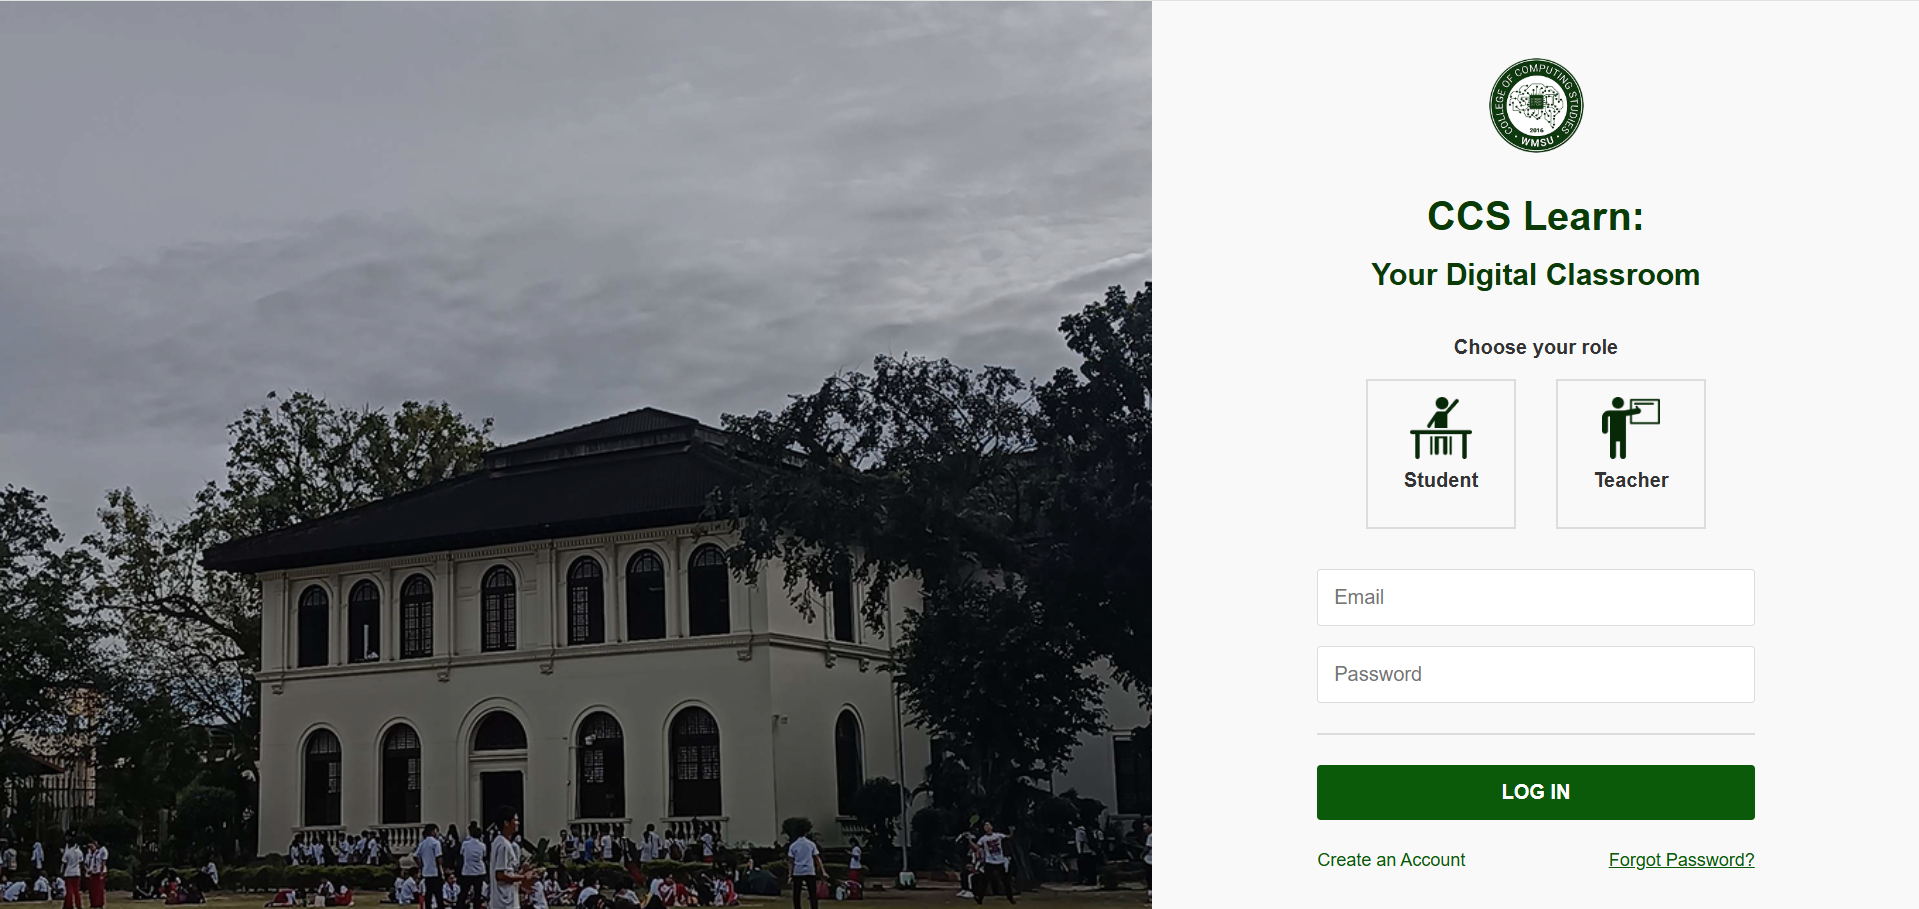 COLLEGE OF COMPUTING STUDIES
2016
• WMSU •
CCS Learn:
Your Digital Classroom
Choose your role
Student
Teacher
Email
Password
LOG IN
Create an Account
Forgot Password?